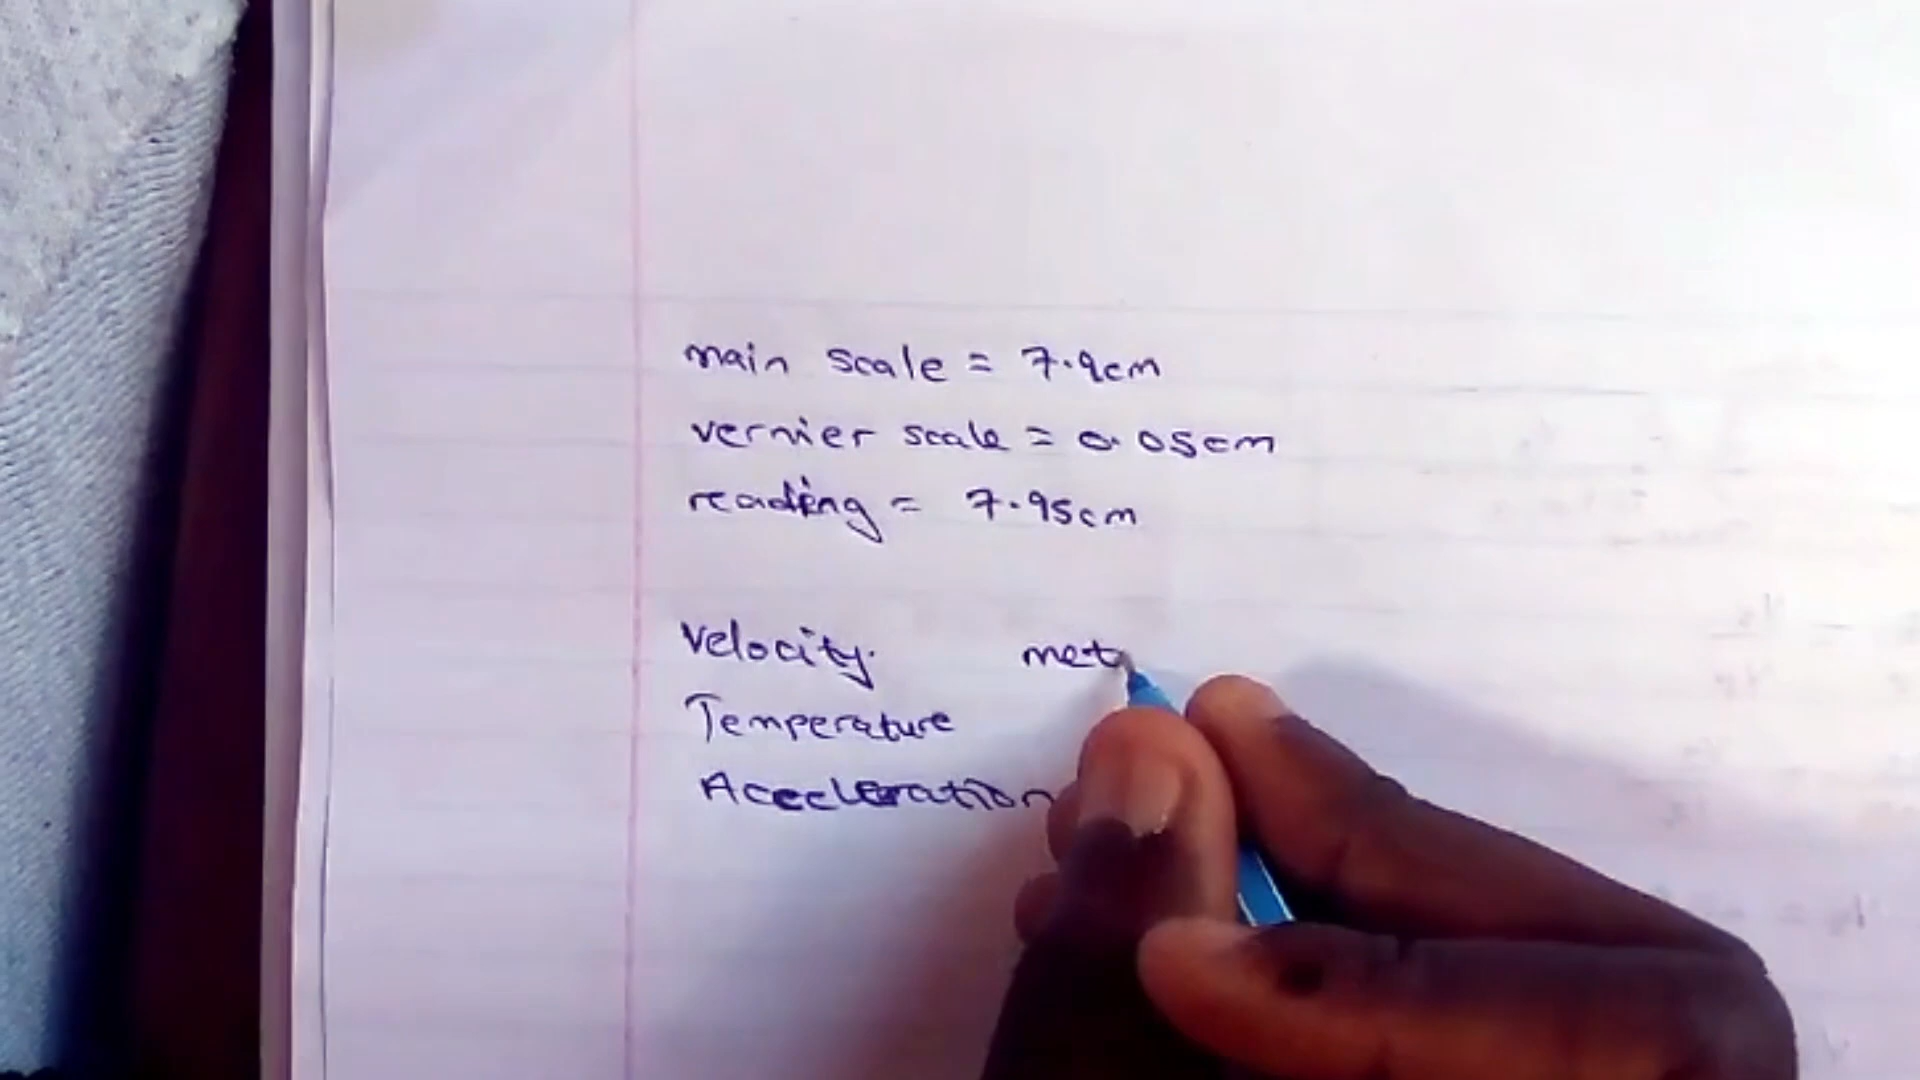 main scale = 7.9cm
vernier scale = 0.05cm
reading = 7.95cm
Velocity. met
Temperature
Acceleration